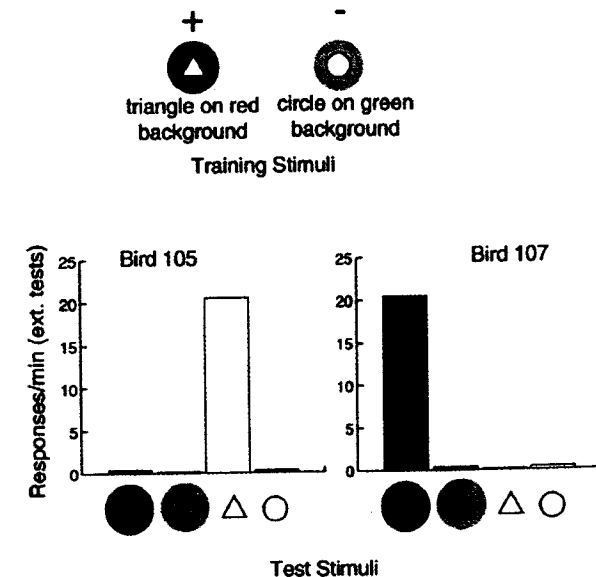 + -
triangle on red circle on green
background background
Training Stimuli
Responses/min (ext. tests)
Bird 105
25
20
15
10
5
0
Bird 107
25
20
15
10
5
0
Test Stimuli